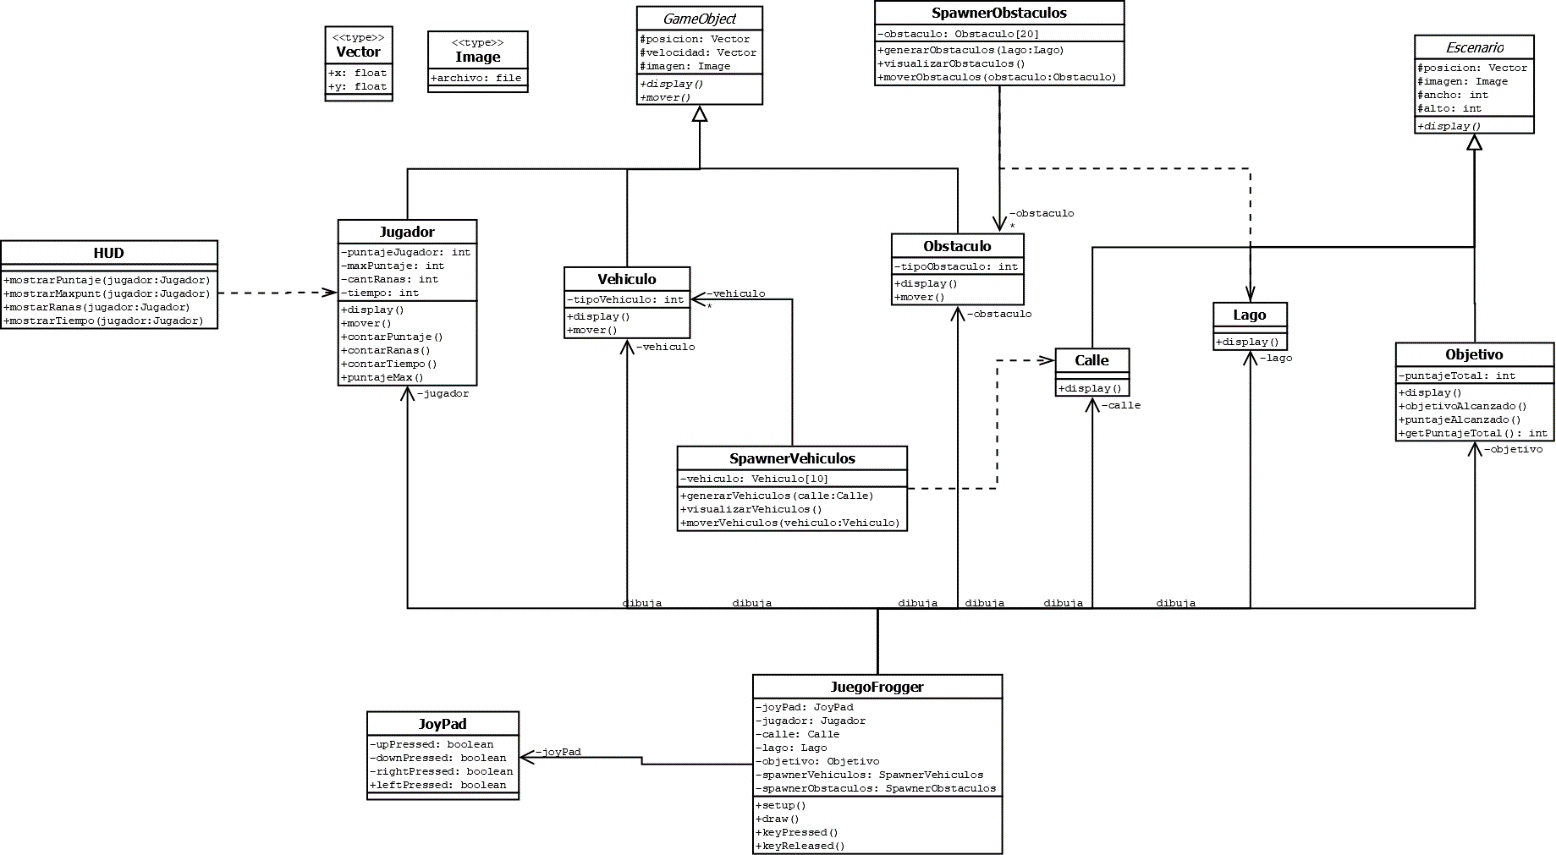 <<type>>
Vector
+x: float
+y: float
<<type>>
Image
+archivo: file
GameObject
#posicion: Vector
#velocidad: Vector
#imagen: Image
+display()
+mover()
SpawnerObstaculos
-obstaculo: Obstaculo[20]
+generarObstaculos(lago:Lago)
+visualizarObstaculos()
+moverObstaculos(obstaculo:Obstaculo)
Escenario
#posicion: Vector
#imagen: Image
#ancho: int
#alto: int
+display()
HUD
+mostrarPuntaje(jugador:Jugador)
+mostrarMaxpunt(jugador:Jugador)
+mostarRanas(jugador:Jugador)
+mostrarTiempo(jugador:Jugador)
Jugador
-puntajeJugador: int
-maxPuntaje: int
-cantRanas: int
-tiempo: int
+display()
+mover()
+contarPuntaje()
+contarRanas()
+contarTiempo()
+puntajeMax()
-jugador
Vehiculo
-tipoVehiculo: int
+display()
+mover()
-vehiculo
*
-vehiculo
-obstaculo
*
Obstaculo
-tipoObstaculo: int
+display()
+mover()
-obstaculo
Lago
+display()
-lago
Calle
+display()
-calle
Objetivo
-puntajeTotal: int
+display()
+objetivoAlcanzado()
+puntajeAlcanzado()
+getPuntajeTotal(): int
-objetivo
SpawnerVehiculos
-vehiculo: Vehiculo[10]
+generarVehiculos(calle:Calle)
+visualizarVehiculos()
+moverVehiculos(vehiculo:Vehiculo)
dibuja
dibuja
dibuja
dibuja
dibuja
dibuja
JuegoFrogger
-joyPad: JoyPad
-jugador: Jugador
-calle: Calle
-lago: Lago
-objetivo: Objetivo
-spawnerVehiculos: SpawnerVehiculos
-spawnerObstaculos: SpawnerObstaculos
+setup()
+draw()
+keyPressed()
+keyReleased()
JoyPad
-upPressed: boolean
-downPressed: boolean
-rightPressed: boolean
+leftPressed: boolean
-joyPad